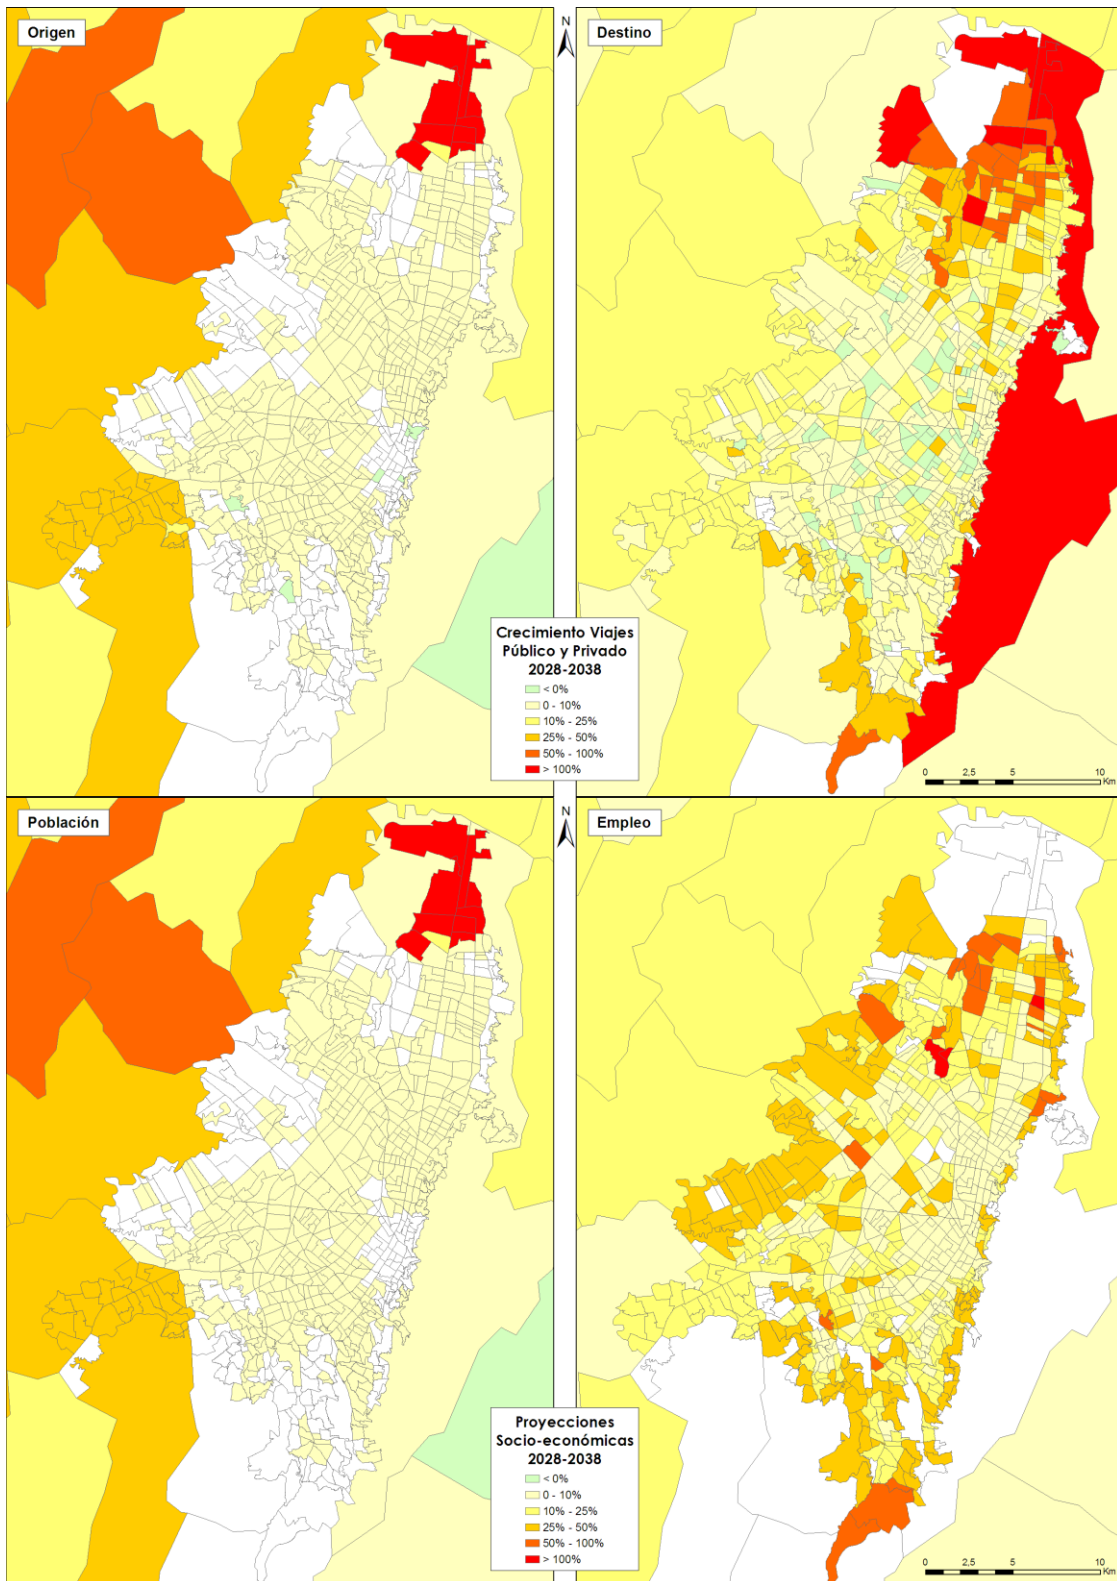 Origen
N
Destino
Crecimiento Viajes
Público y Privado
2028-2038
< 0%
0 - 10%
10% - 25%
25% - 50%
50% - 100%
> 100%
0 2,5 5 10
Km
Población
N
Empleo
Proyecciones
Socio-económicas
2028-2038
< 0%
0 - 10%
10% - 25%
25% - 50%
50% - 100%
> 100%
0 2,5 5 10
Km